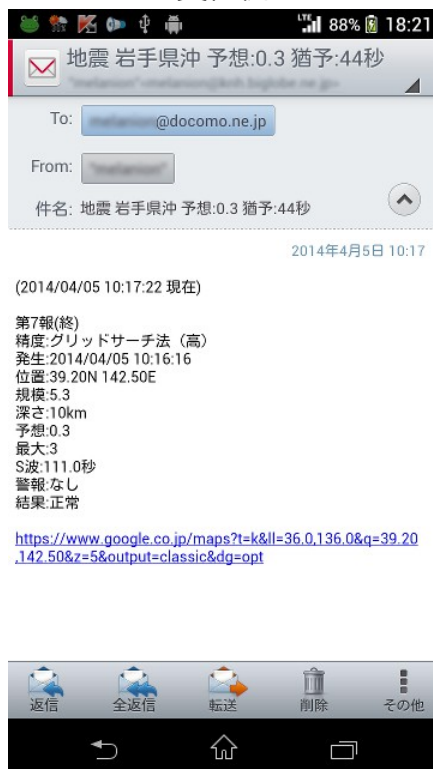 LTE 88% 18:21
地震 岩手県沖 予想:0.3 猶予:44秒
To: @docomo.ne.jp
From:
件名: 地震 岩手県沖 予想:0.3 猶予:44秒
2014年4月5日 10:17
(2014/04/05 10:17:22 現在)
第7報(終)
精度:グリッドサーチ法（高）
発生:2014/04/05 10:16:16
位置:39.20N 142.50E
規模:5.3
深さ:10km
予想:0.3
最大:3
S波:111.0秒
警報:なし
結果:正常
https://www.google.co.jp/maps?t=k&ll=36.0,136.0&q=39.20
,142.50&z=5&output=classic&dg=opt
返信 全返信 転送 削除 その他